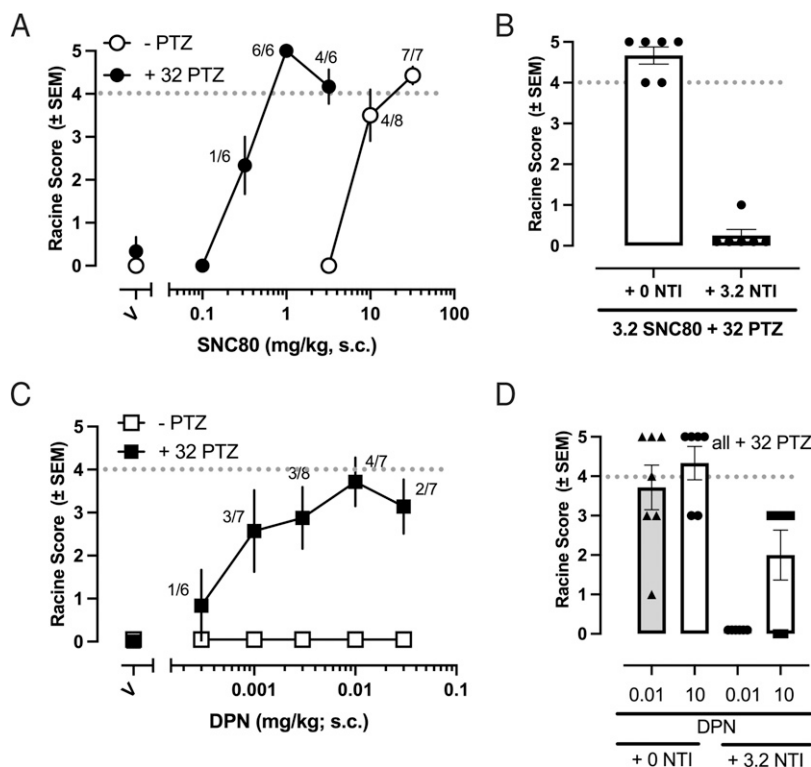 A
- PTZ
+ 32 PTZ
6/6
4/6
7/7
1/6
4/8
Racine Score
(± SEM)
5
4
3
2
1
0
V
0.1
1
10
100
SNC80 (mg/kg, s.c.)
B
Racine Score
(± SEM)
5
4
3
2
1
0
+ 0 NTI
+ 3.2 NTI
3.2 SNC80 + 32 PTZ
C
- PTZ
+ 32 PTZ
1/6
3/7
3/8
4/7
2/7
Racine Score
(± SEM)
5
4
3
2
1
0
V
0.001
0.01
0.1
DPN (mg/kg; s.c.)
D
all + 32 PTZ
Racine Score
(± SEM)
5
4
3
2
1
0
0.01
10
0.01
10
DPN
+ 0 NTI
+ 3.2 NTI